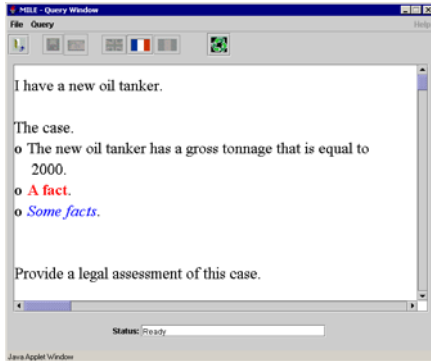 MILE - Query Window
File Query Help
I have a new oil tanker.
The case.
o The new oil tanker has a gross tonnage that is equal to
2000.
o A fact.
o Some facts.
Provide a legal assessment of this case.
Status: Ready
Java Applet Window